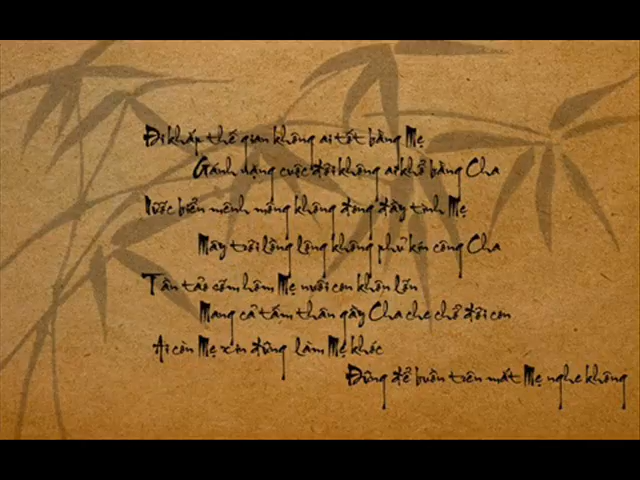 Đi khắp thế gian không ai tốt bằng Mẹ
Gánh nặng cuộc đời không ai khổ bằng Cha
Nước biển mênh mông không đong đầy tình Mẹ
Mây trời lồng lộng không phủ kín công Cha
Tần tảo sớm hôm Mẹ nuôi con khôn lớn
Mang cả tấm thân gầy Cha che chở đời con
Ai còn Mẹ xin đừng làm Mẹ khóc
Đừng để buồn trên mắt Mẹ nghe không